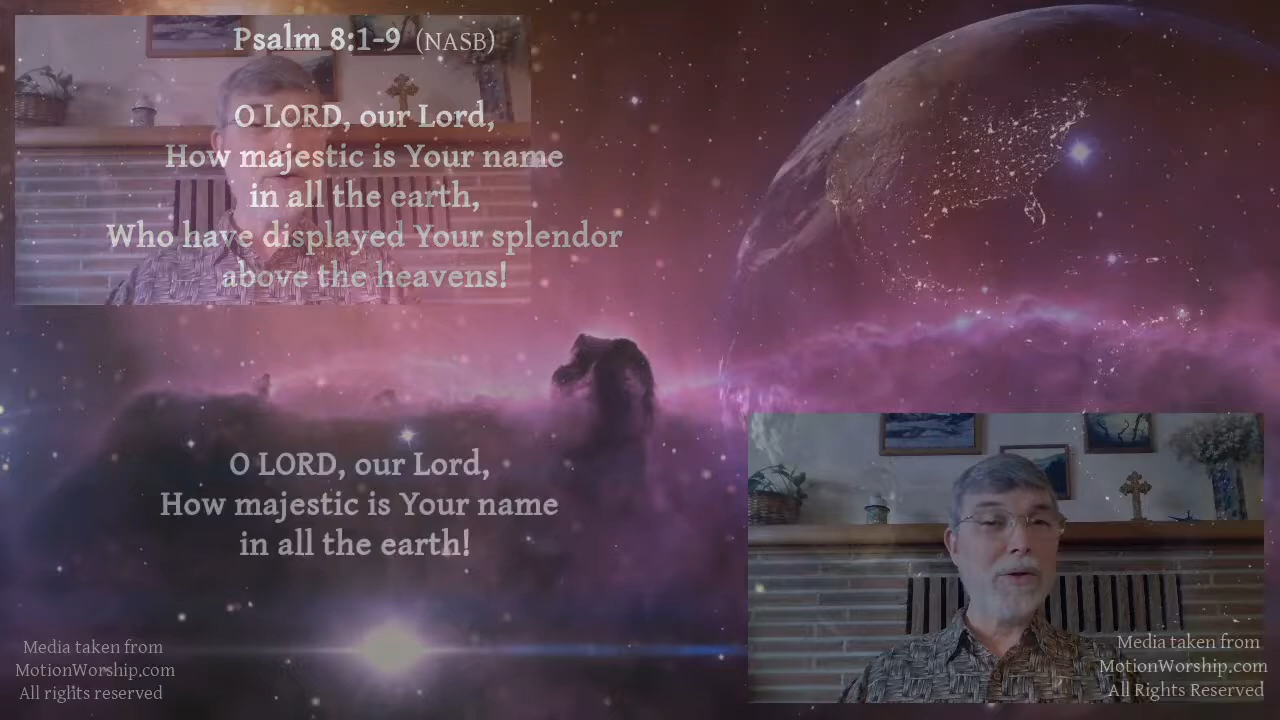 Psalm 8:1-9 (NASB)
O LORD, our Lord,
How majestic is Your name
in all the earth,
Who have displayed Your splendor
above the heavens!
O LORD, our Lord,
How majestic is Your name
in all the earth!
Media taken from
MotionWorship.com
All rights reserved
Media taken from
MotionWorship.com
All Rights Reserved